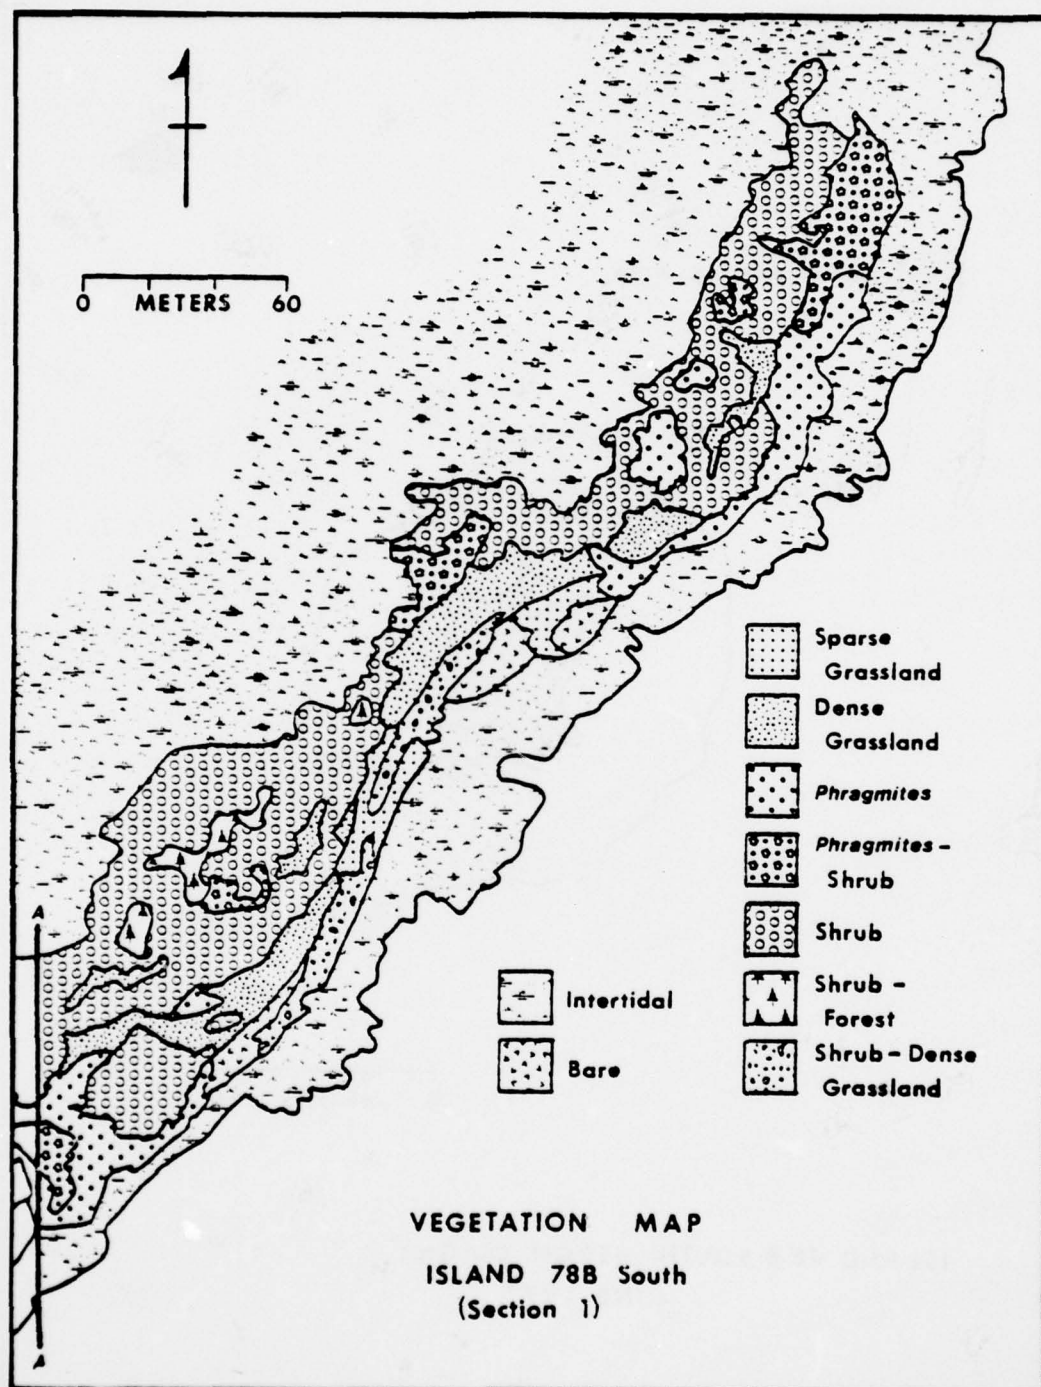 0 METERS 60
Sparse
Grassland
Dense
Grassland
Phragmites
Phragmites-
Shrub
Shrub
Shrub-
Forest
Shrub-Dense
Grassland
Intertidal
Bare
A
A
VEGETATION MAP
ISLAND 78B South
(Section 1)